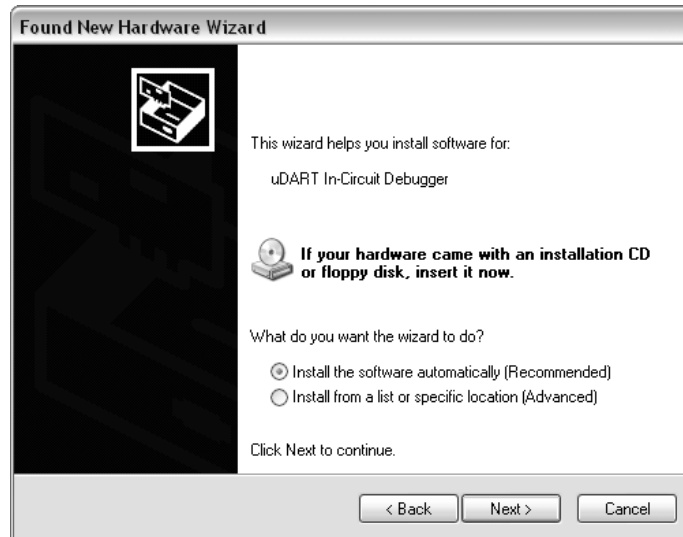 Found New Hardware Wizard
This wizard helps you install software for:
uDART In-Circuit Debugger
If your hardware came with an installation CD
or floppy disk, insert it now.
What do you want the wizard to do?
Install the software automatically (Recommended)
Install from a list or specific location (Advanced)
Click Next to continue.
< Back Next > Cancel